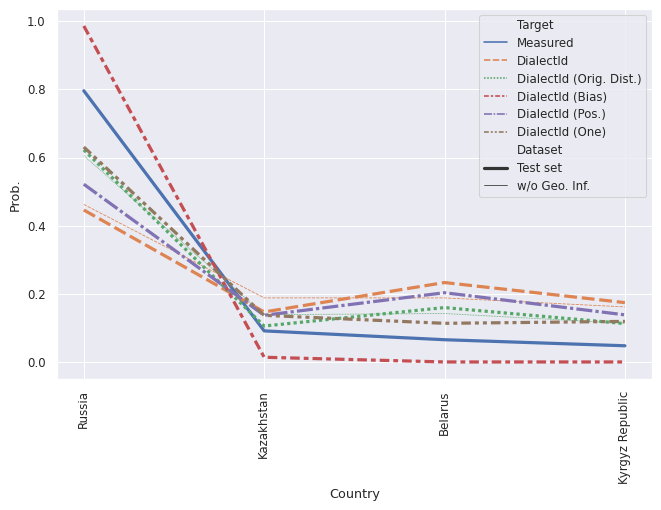 Target
Measured
DialectId
DialectId (Orig. Dist.)
DialectId (Bias)
DialectId (Pos.)
DialectId (One)
Dataset
Test set
w/o Geo. Inf.
1.0
0.8
0.6
0.4
0.2
0.0
Prob.
Russia
Kazakhstan
Belarus
Kyrgyz Republic
Country